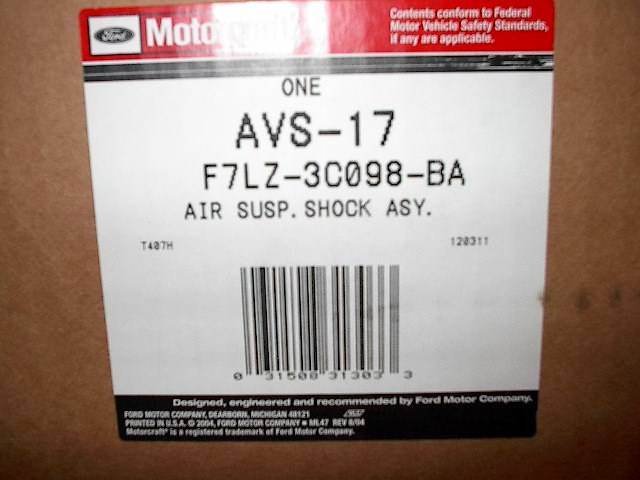 Ford
Motorcraft
Contents conform to Federal
Motor Vehicle Safety Standards,
if any are applicable.
ONE
AVS-17
F7LZ-3C098-BA
AIR SUSP. SHOCK ASY.
T407H
120311
0 31508 31303 3
Designed, engineered and recommended by Ford Motor Company.
FORD MOTOR COMPANY, DEARBORN, MICHIGAN 48121
PRINTED IN U.S.A. © 2004, FORD MOTOR COMPANY ■ ML47 REV 8/04
Motorcraft® is a registered trademark of Ford Motor Company.